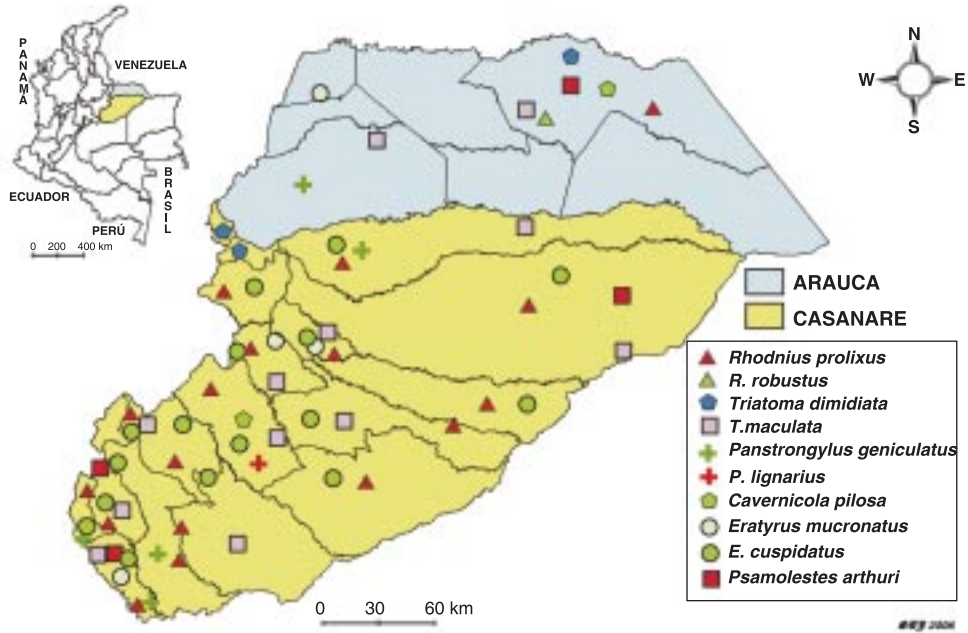 PANAMÁ
VENEZUELA
ECUADOR
BRASIL
PERÚ
0 200 400 km
N
W E
S
ARAUCA
CASANARE
Rhodnius prolixus
R. robustus
Triatoma dimidiata
T.maculata
Panstrongylus geniculatus
P. lignarius
Cavernicola pilosa
Eratyrus mucronatus
E. cuspidatus
Psamolestes arthuri
0 30 60 km
2006